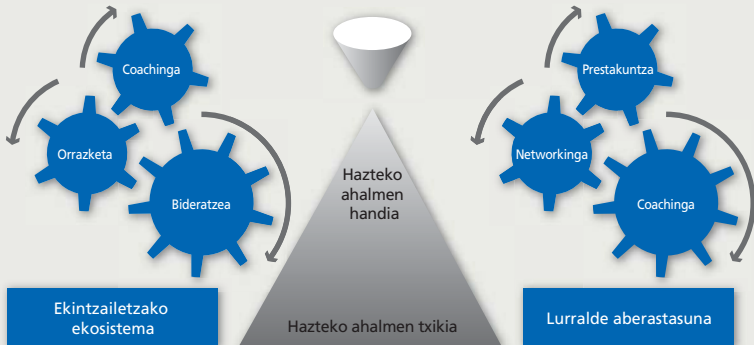 Coachinga
Orrazketa
Bideratzea
Ekintzailetzako
ekosistema
Hazteko
ahalmen
handia
Hazteko ahalmen txikia
Prestakuntza
Networkinga
Coachinga
Lurralde aberastasuna